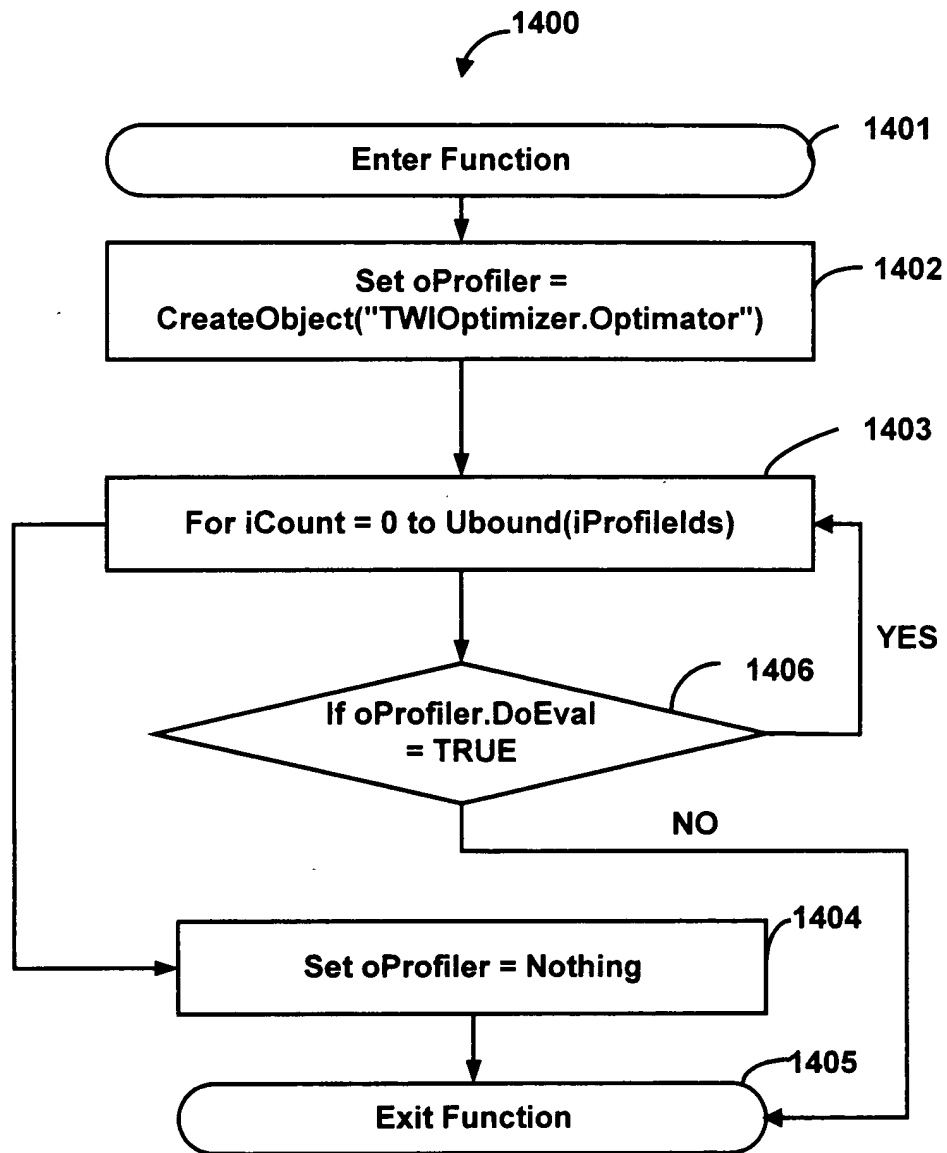 1400
Enter Function
1401
Set oProfiler =
CreateObject("TWIOptimizer.Optimator")
1402
1403
For iCount = 0 to Ubound(iProfileIds)
YES
1406
If oProfiler.DoEval
= TRUE
NO
1404
Set oProfiler = Nothing
1405
Exit Function